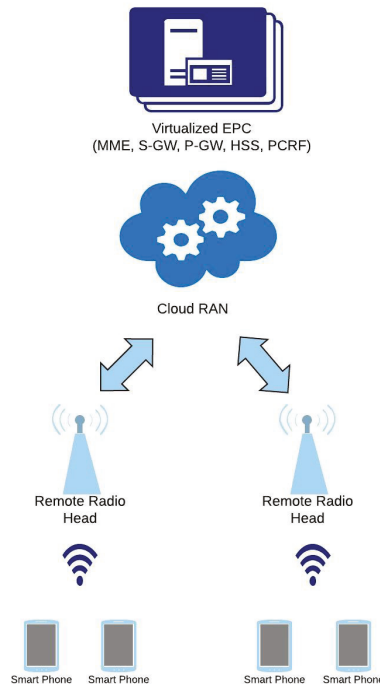 Virtualized EPC
(MME, S-GW, P-GW, HSS, PCRF)
Cloud RAN
Remote Radio
Head
Remote Radio
Head
Smart Phone
Smart Phone
Smart Phone
Smart Phone